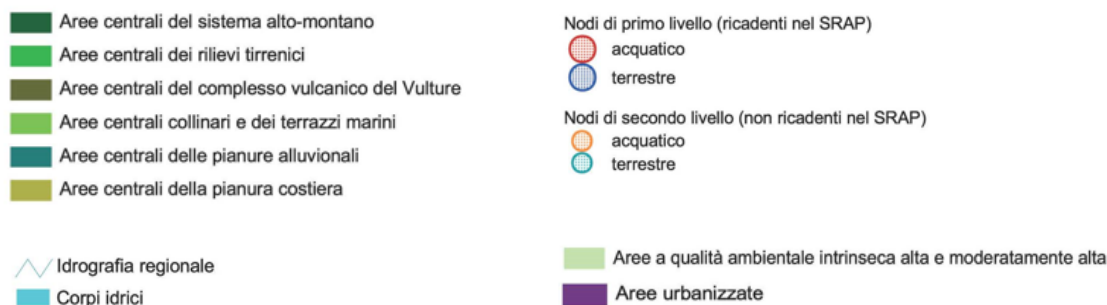 Aree centrali del sistema alto-montano
Aree centrali dei rilievi tirrenici
Aree centrali del complesso vulcanico del Vulture
Aree centrali collinari e dei terrazzi marini
Aree centrali delle pianure alluvionali
Aree centrali della pianura costiera
Idrografia regionale
Corpi idrici
Nodi di primo livello (ricadenti nel SRAP)
acquatico
terrestre
Nodi di secondo livello (non ricadenti nel SRAP)
acquatico
terrestre
Aree a qualità ambientale intrinseca alta e moderatamente alta
Aree urbanizzate